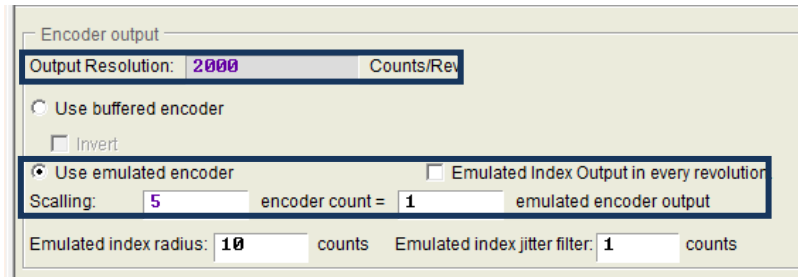 Encoder output
Output Resolution: 2000 Counts/Rev
Use buffered encoder
Invert
Use emulated encoder Emulated Index Output in every revolution.
Scalling: 5 encoder count = 1 emulated encoder output
Emulated index radius: 10 counts Emulated index jitter filter: 1 counts